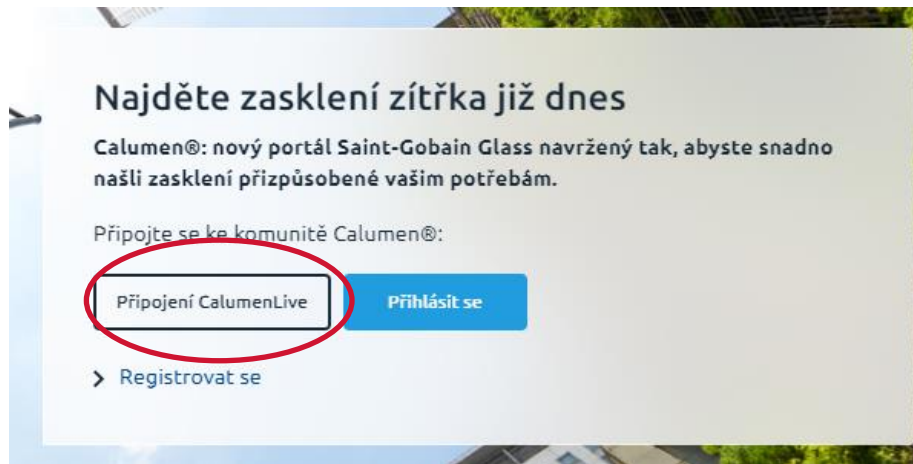 Najděte zasklení zítřka již dnes
Calumen®: nový portál Saint-Gobain Glass navržený tak, abyste snadno
našli zasklení přizpůsobené vašim potřebám.
Připojte se ke komunitě Calumen®:
Připojení CalumenLive
Přihlásit se
Registrovat se